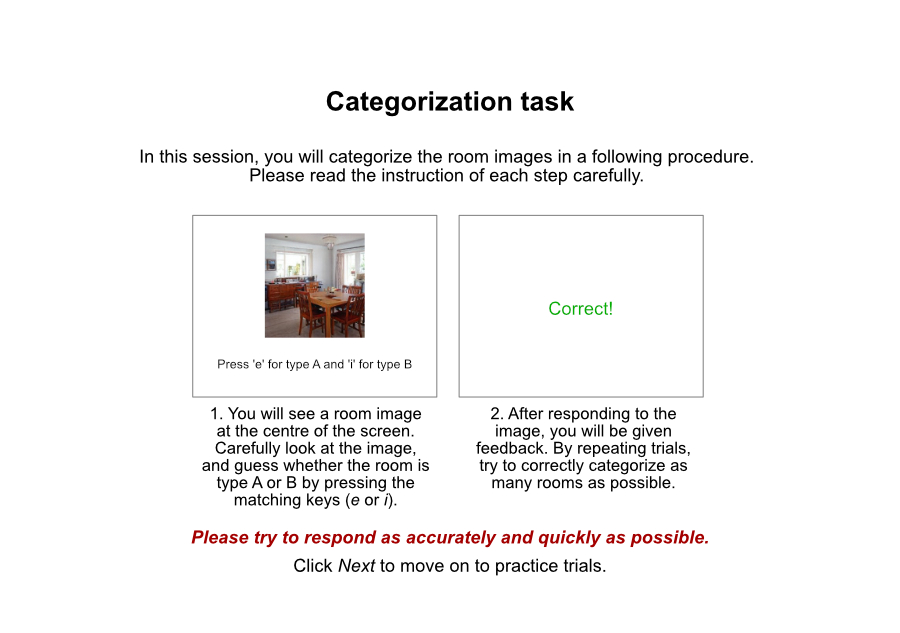 Categorization task
In this session, you will categorize the room images in a following procedure.
Please read the instruction of each step carefully.
Press 'e' for type A and 'i' for type B
Correct!
1. You will see a room image
at the centre of the screen.
Carefully look at the image,
and guess whether the room is
type A or B by pressing the
matching keys (e or i).
2. After responding to the
image, you will be given
feedback. By repeating trials,
try to correctly categorize as
many rooms as possible.
Please try to respond as accurately and quickly as possible.
Click Next to move on to practice trials.